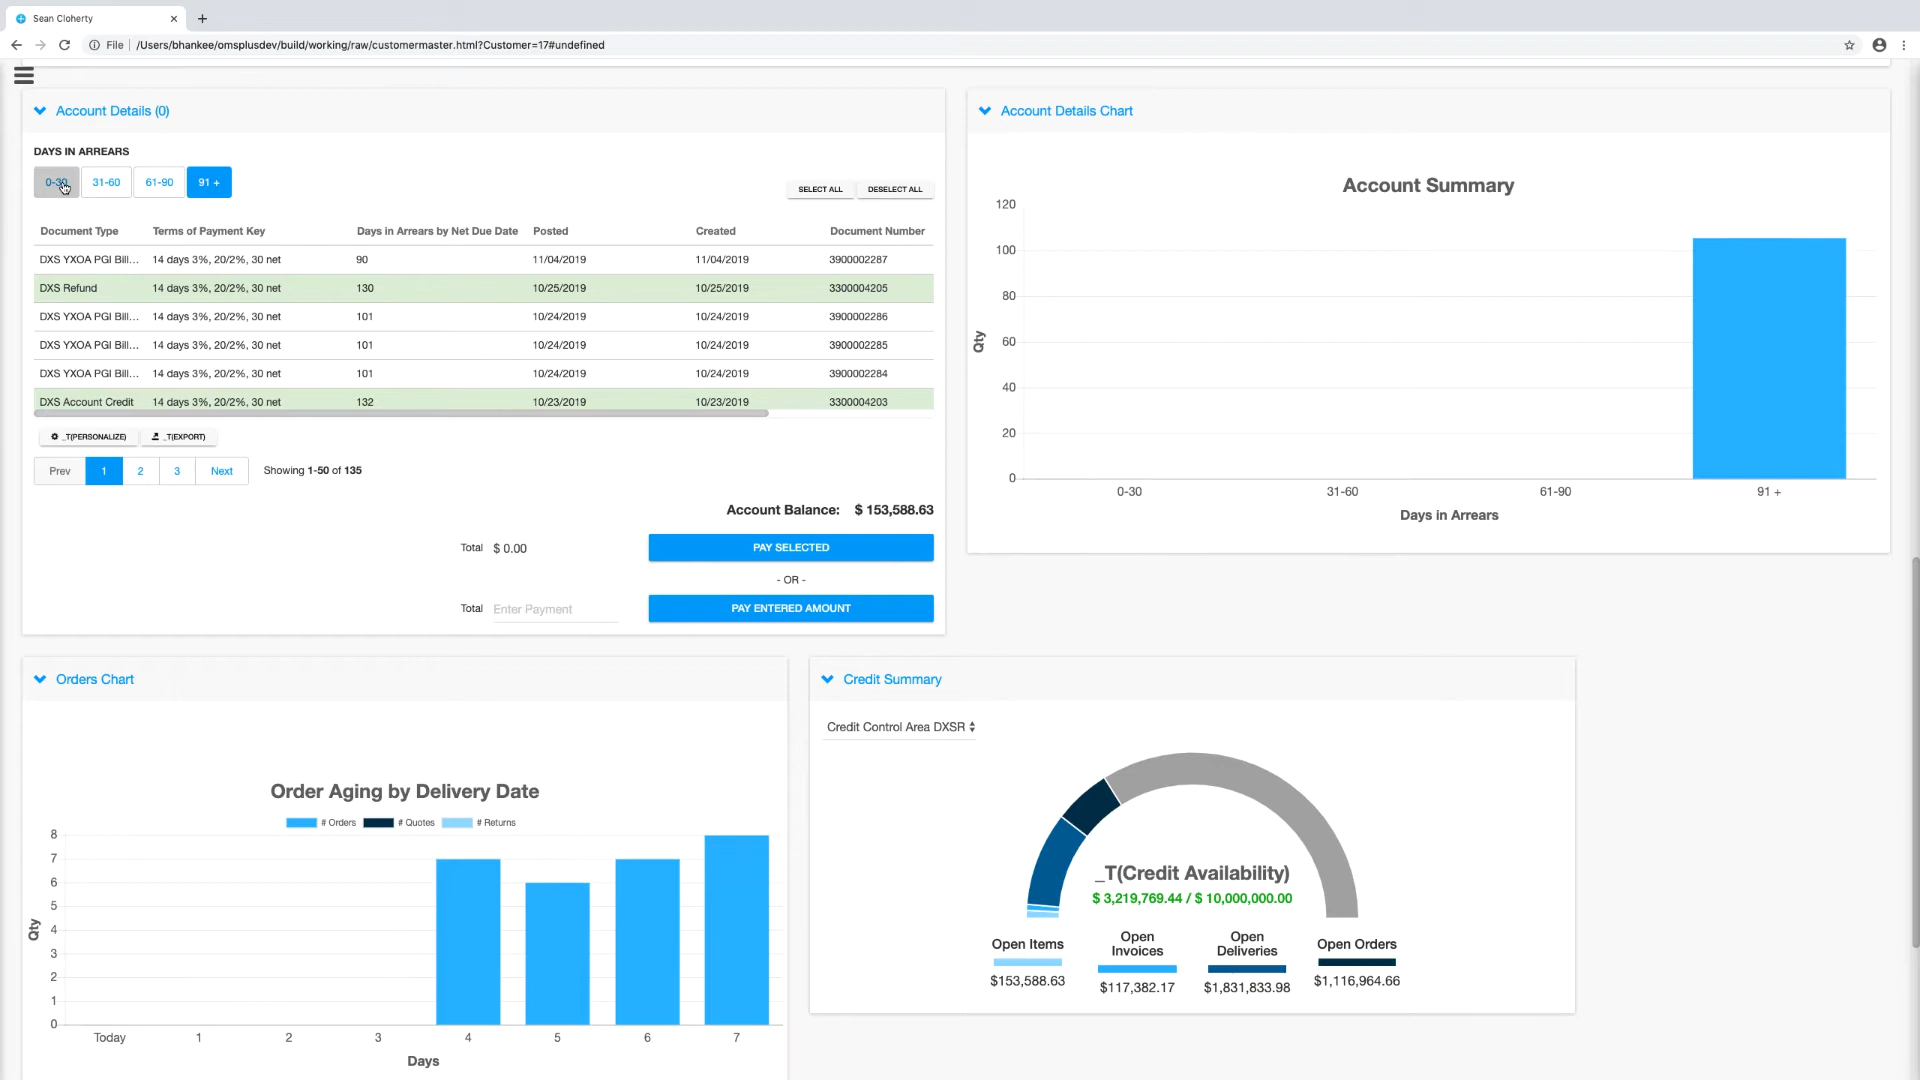 Sean Cloherty
File /Users/bhankee/omsplusdev/build/working/raw/customermaster.html?Customer=17#undefined
Account Details (0)
DAYS IN ARREARS
0-30 31-60 61-90 91 +
SELECT ALL DESELECT ALL
Document Type Terms of Payment Key Days in Arrears by Net Due Date Posted Created Document Number
DXS YXOA PGI Bill... 14 days 3%, 20/2%, 30 net 90 11/04/2019 11/04/2019 3900002287
DXS Refund 14 days 3%, 20/2%, 30 net 130 10/25/2019 10/25/2019 3300004205
DXS YXOA PGI Bill... 14 days 3%, 20/2%, 30 net 101 10/24/2019 10/24/2019 3900002286
DXS YXOA PGI Bill... 14 days 3%, 20/2%, 30 net 101 10/24/2019 10/24/2019 3900002285
DXS YXOA PGI Bill... 14 days 3%, 20/2%, 30 net 101 10/24/2019 10/24/2019 3900002284
DXS Account Credit 14 days 3%, 20/2%, 30 net 132 10/23/2019 10/23/2019 3300004203
_T(PERSONALIZE) _T(EXPORT)
Prev 1 2 3 Next Showing 1-50 of 135
Account Balance: $ 153,588.63
Total $ 0.00 PAY SELECTED
- OR -
Total Enter Payment PAY ENTERED AMOUNT
Account Details Chart
Account Summary
120
100
80
60
40
20
0
Qty
0-30 31-60 61-90 91 +
Days in Arrears
Orders Chart
Order Aging by Delivery Date
# Orders # Quotes # Returns
8
7
6
5
4
3
2
1
0
Qty
Today 1 2 3 4 5 6 7
Days
Credit Summary
Credit Control Area DXSR
_T(Credit Availability)
$ 3,219,769.44 / $ 10,000,000.00
Open Items Open Invoices Open Deliveries Open Orders
$153,588.63 $117,382.17 $1,831,833.98 $1,116,964.66